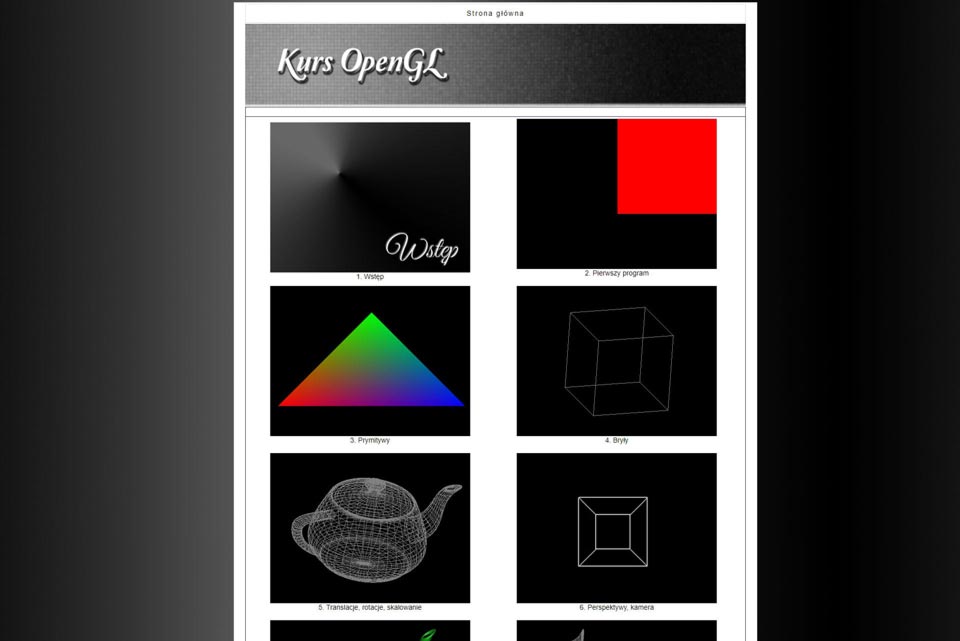 Strona główna
Kurs OpenGL
Wstęp
1. Wstęp
2. Pierwszy program
3. Prymitywy
4. Bryły
5. Translacje, rotacje, skalowanie
6. Perspektywy, kamera